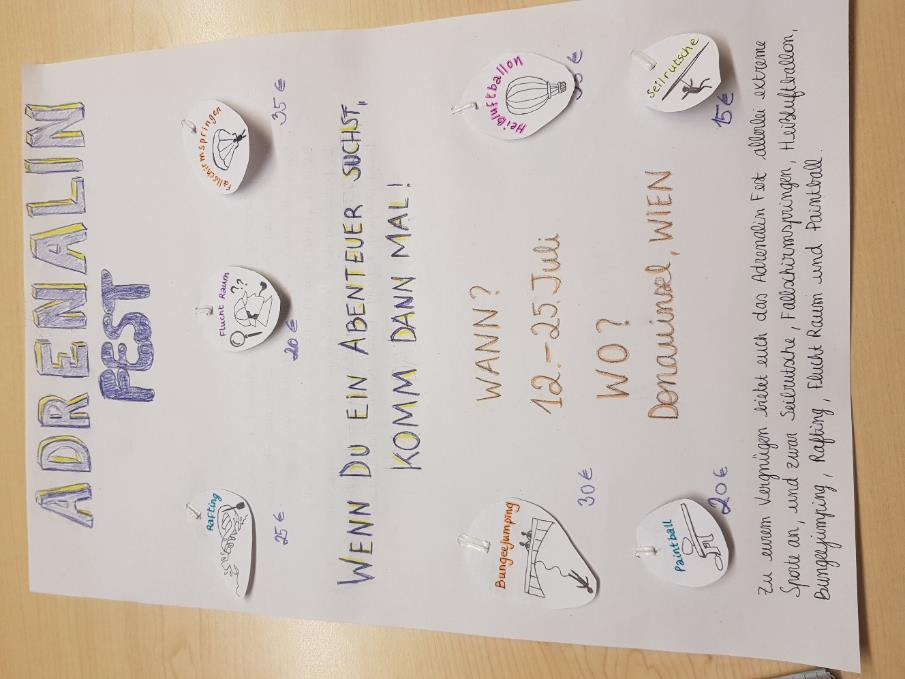 ADRENALIN
FEST
Rafting
25 €
Flucht Raum
??
20 €
Fallschirmspringen
35 €
WENN DU EIN ABENTEUER SUCHST,
KOMM DANN MAL!
Bungeejumping
30 €
WANN?
12.-25. Juli
Heißluftballon
€
WO?
Donauinsel, WIEN
Paintball
20 €
Seilrutsche
15 €
Zu eurem Vergnügen bietet euch das Adrenalin Fest allerlei extreme
Sporte an, und zwar Seilrutsche, Fallschirmspringen, Heißluftballon,
Bungeejumping, Rafting, Flucht Raum und Paintball.